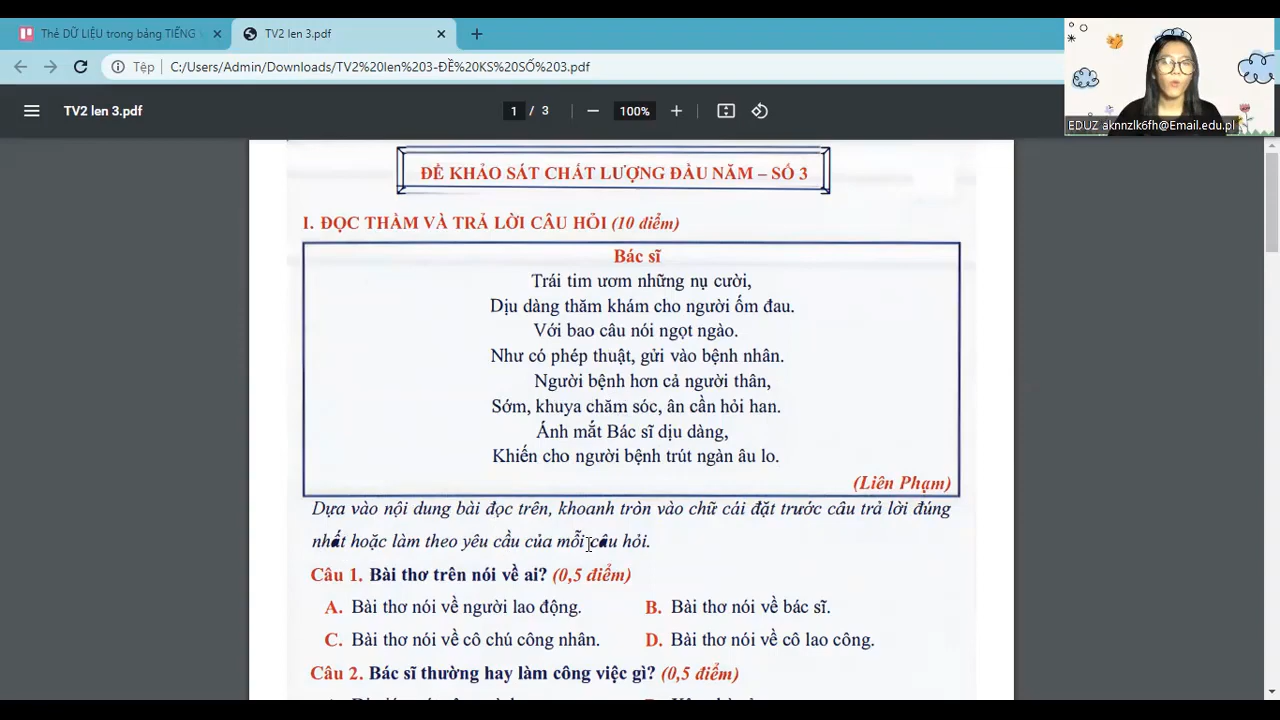 Thẻ DỮ LIỆU trong bảng TIẾNG V
TV2 len 3.pdf
Tệp
C:/Users/Admin/Downloads/TV2%20len%203-ĐỀ%20KS%20SỐ%203.pdf
TV2 len 3.pdf
1 / 3
100%
EDUZ aknnzlk6fh@Email.edu.pl
ĐỀ KHẢO SÁT CHẤT LƯỢNG ĐẦU NĂM – SỐ 3
I. ĐỌC THẦM VÀ TRẢ LỜI CÂU HỎI (10 điểm)
Bác sĩ
Trái tim ươm những nụ cười,
Dịu dàng thăm khám cho người ốm đau.
Với bao câu nói ngọt ngào.
Như có phép thuật, gửi vào bệnh nhân.
Người bệnh hơn cả người thân,
Sớm, khuya chăm sóc, ân cần hỏi han.
Ánh mắt Bác sĩ dịu dàng,
Khiến cho người bệnh trút ngàn âu lo.
(Liên Phạm)
Dựa vào nội dung bài đọc trên, khoanh tròn vào chữ cái đặt trước câu trả lời đúng
nhất hoặc làm theo yêu cầu của mỗi câu hỏi.
Câu 1. Bài thơ trên nói về ai? (0,5 điểm)
A. Bài thơ nói về người lao động.
B. Bài thơ nói về bác sĩ.
C. Bài thơ nói về cô chú công nhân.
D. Bài thơ nói về cô lao công.
Câu 2. Bác sĩ thường hay làm công việc gì? (0,5 điểm)